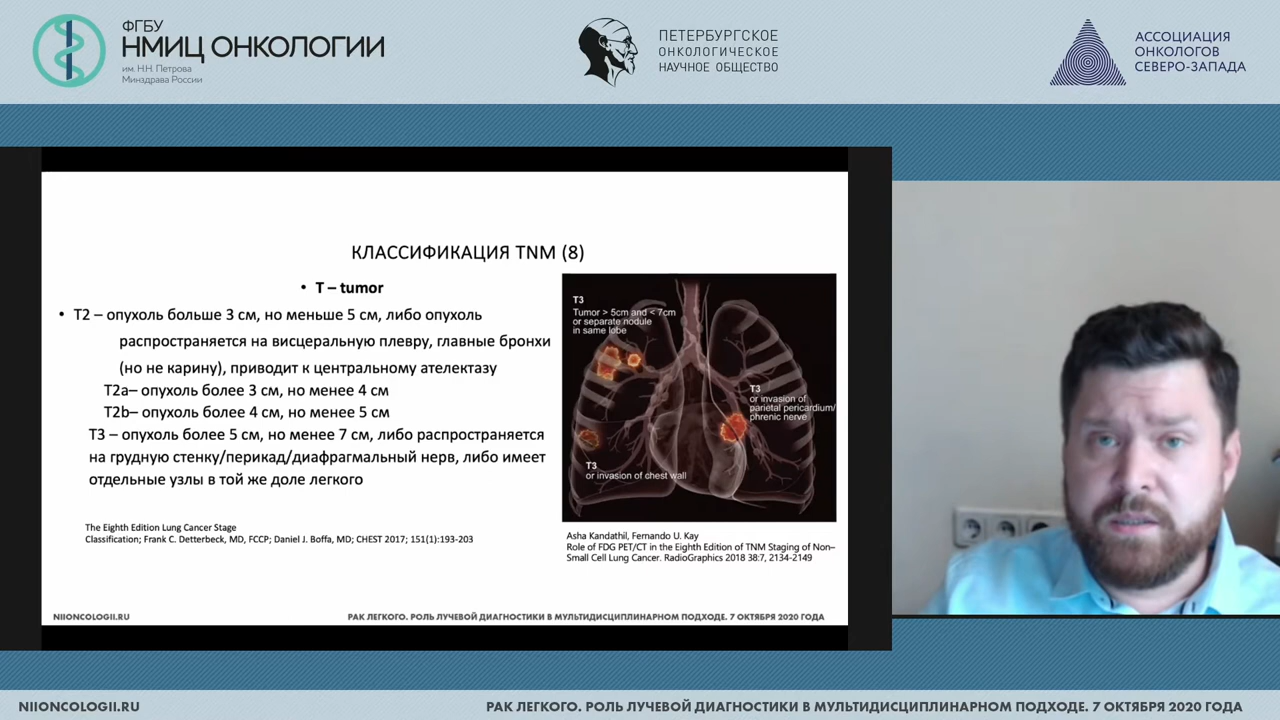 ФГБУ
НМИЦ ОНКОЛОГИИ
им. Н.Н. Петрова
Минздрава России
ПЕТЕРБУРГСКОЕ
ОНКОЛОГИЧЕСКОЕ
НАУЧНОЕ ОБЩЕСТВО
АССОЦИАЦИЯ
ОНКОЛОГОВ
СЕВЕРО-ЗАПАДА
КЛАССИФИКАЦИЯ TNM (8)
• T – tumor
• T2 – опухоль больше 3 см, но меньше 5 см, либо опухоль
распространяется на висцеральную плевру, главные бронхи
(но не карину), приводит к центральному ателектазу
T2a– опухоль более 3 см, но менее 4 см
T2b– опухоль более 4 см, но менее 5 см
T3 – опухоль более 5 см, но менее 7 см, либо распространяется
на грудную стенку/перикад/диафрагмальный нерв, либо имеет
отдельные узлы в той же доле легкого
The Eighth Edition Lung Cancer Stage
Classification; Frank C. Detterbeck, MD, FCCP; Daniel J. Boffa, MD; CHEST 2017; 151(1):193-203
T3
Tumor > 5cm and < 7cm
or separate nodule
in same lobe
T3
or invasion of
parietal pericardium/
phrenic nerve
T3
or invasion of chest wall
Asha Kandathil, Fernando U. Kay
Role of FDG PET/CT in the Eighth Edition of TNM Staging of Non–
Small Cell Lung Cancer. RadioGraphics 2018 38:7, 2134-2149
NIIONCOLOGII.RU
РАК ЛЕГКОГО. РОЛЬ ЛУЧЕВОЙ ДИАГНОСТИКИ В МУЛЬТИДИСЦИПЛИНАРНОМ ПОДХОДЕ. 7 ОКТЯБРЯ 2020 ГОДА
NIIONCOLOGII.RU
РАК ЛЕГКОГО. РОЛЬ ЛУЧЕВОЙ ДИАГНОСТИКИ В МУЛЬТИДИСЦИПЛИНАРНОМ ПОДХОДЕ. 7 ОКТЯБРЯ 2020 ГОДА